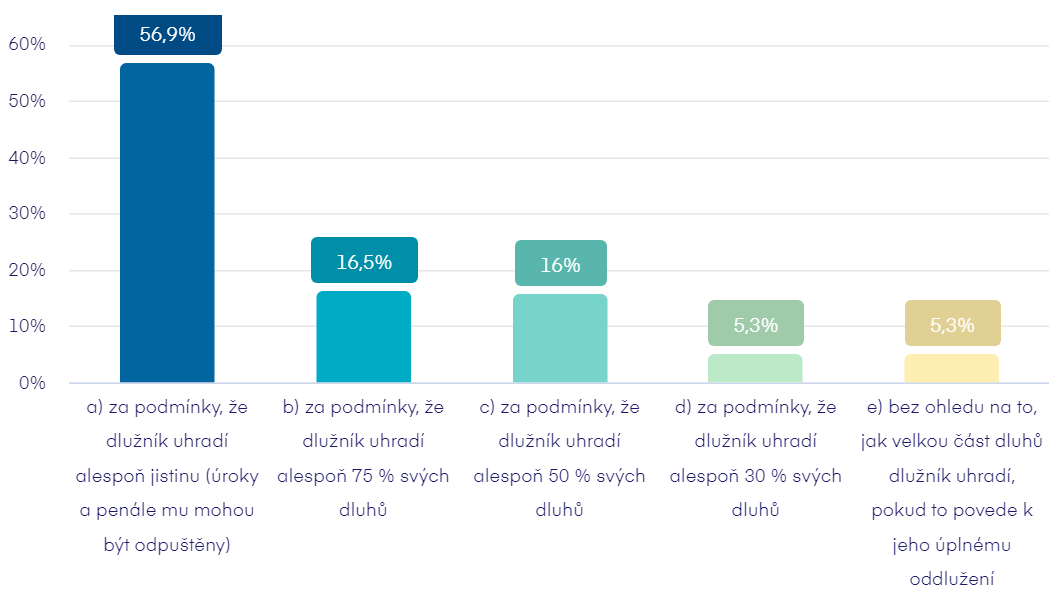 56,9%
60%
50%
40%
30%
20%
10%
0%
16,5%
16%
5,3%
5,3%
a) za podmínky, že
dlužník uhradí
alespoň jistinu (úroky
a penále mu mohou
být odpuštěny)
b) za podmínky, že
dlužník uhradí
alespoň 75 % svých
dluhů
c) za podmínky, že
dlužník uhradí
alespoň 50 % svých
dluhů
d) za podmínky, že
dlužník uhradí
alespoň 30 % svých
dluhů
e) bez ohledu na to,
jak velkou část dluhů
dlužník uhradí,
pokud to povede k
jeho úplnému
oddlužení